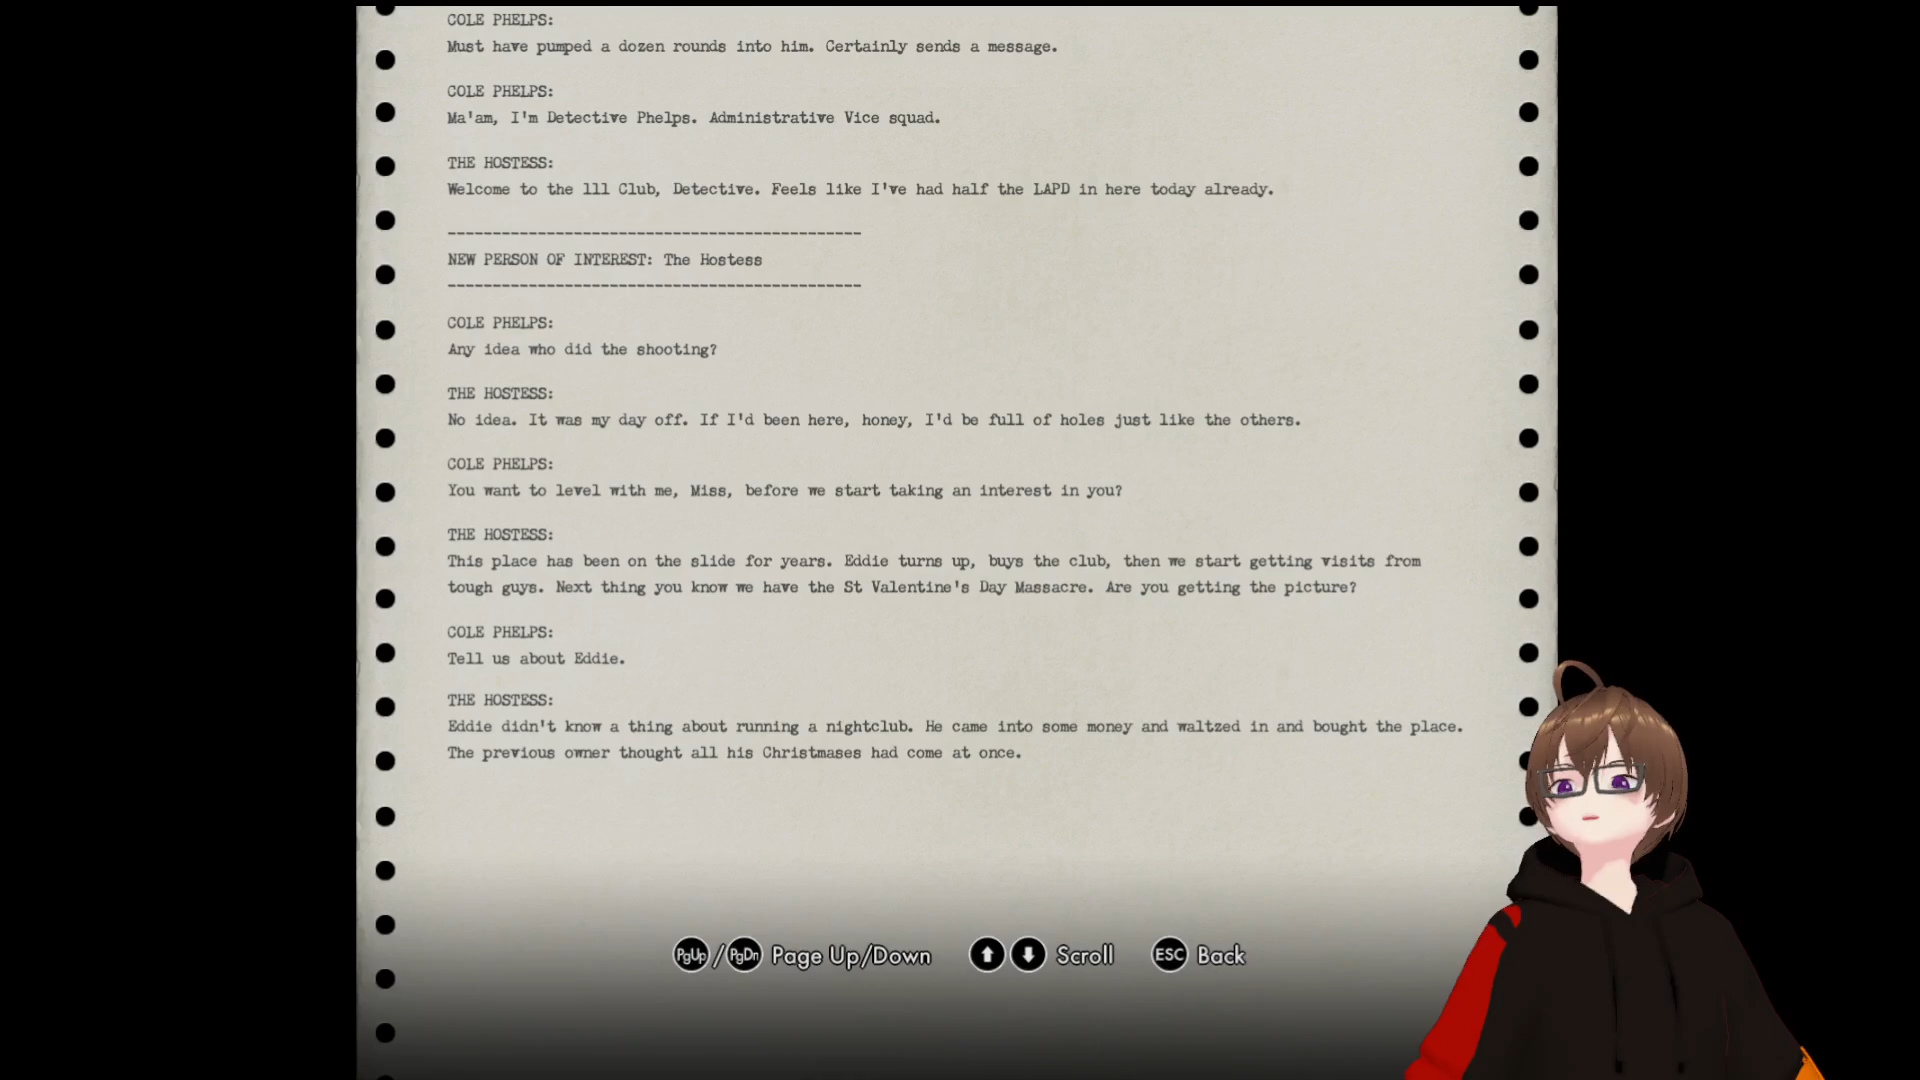 COLE PHELPS:
Must have pumped a dozen rounds into him. Certainly sends a message.
COLE PHELPS:
Ma'am, I'm Detective Phelps. Administrative Vice squad.
THE HOSTESS:
Welcome to the 111 Club, Detective. Feels like I've had half the LAPD in here today already.
----------------------------------------------
NEW PERSON OF INTEREST: The Hostess
----------------------------------------------
COLE PHELPS:
Any idea who did the shooting?
THE HOSTESS:
No idea. It was my day off. If I'd been here, honey, I'd be full of holes just like the others.
COLE PHELPS:
You want to level with me, Miss, before we start taking an interest in you?
THE HOSTESS:
This place has been on the slide for years. Eddie turns up, buys the club, then we start getting visits from
tough guys. Next thing you know we have the St Valentine's Day Massacre. Are you getting the picture?
COLE PHELPS:
Tell us about Eddie.
THE HOSTESS:
Eddie didn't know a thing about running a nightclub. He came into some money and waltzed in and bought the place.
The previous owner thought all his Christmases had come at once.
PgUp/PgDn Page Up/Down ⬆ ⬇ Scroll ESC Back